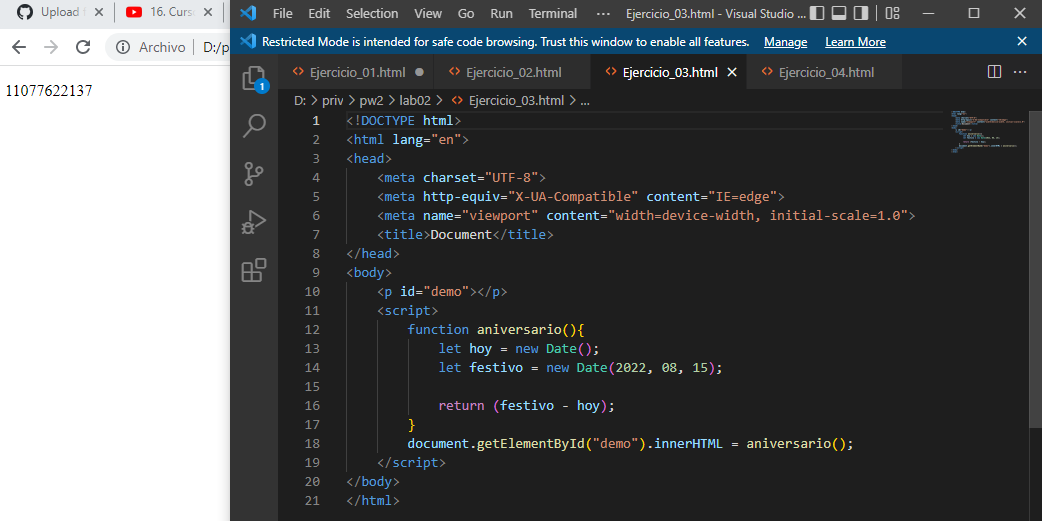 Upload
16. Curs
Archivo D:/p
11077622137
File Edit Selection View Go Run Terminal ··· Ejercicio_03.html - Visual Studio ...
Restricted Mode is intended for safe code browsing. Trust this window to enable all features. Manage Learn More
Ejercicio_01.html Ejercicio_02.html Ejercicio_03.html Ejercicio_04.html
D: > priv > pw2 > lab02 > Ejercicio_03.html > ...
1
1 <!DOCTYPE html>
2 <html lang="en">
3 <head>
4 <meta charset="UTF-8">
5 <meta http-equiv="X-UA-Compatible" content="IE=edge">
6 <meta name="viewport" content="width=device-width, initial-scale=1.0">
7 <title>Document</title>
8 </head>
9 <body>
10 <p id="demo"></p>
11 <script>
12 function aniversario(){
13 let hoy = new Date();
14 let festivo = new Date(2022, 08, 15);
15
16 return (festivo - hoy);
17 }
18 document.getElementById("demo").innerHTML = aniversario();
19 </script>
20 </body>
21 </html>